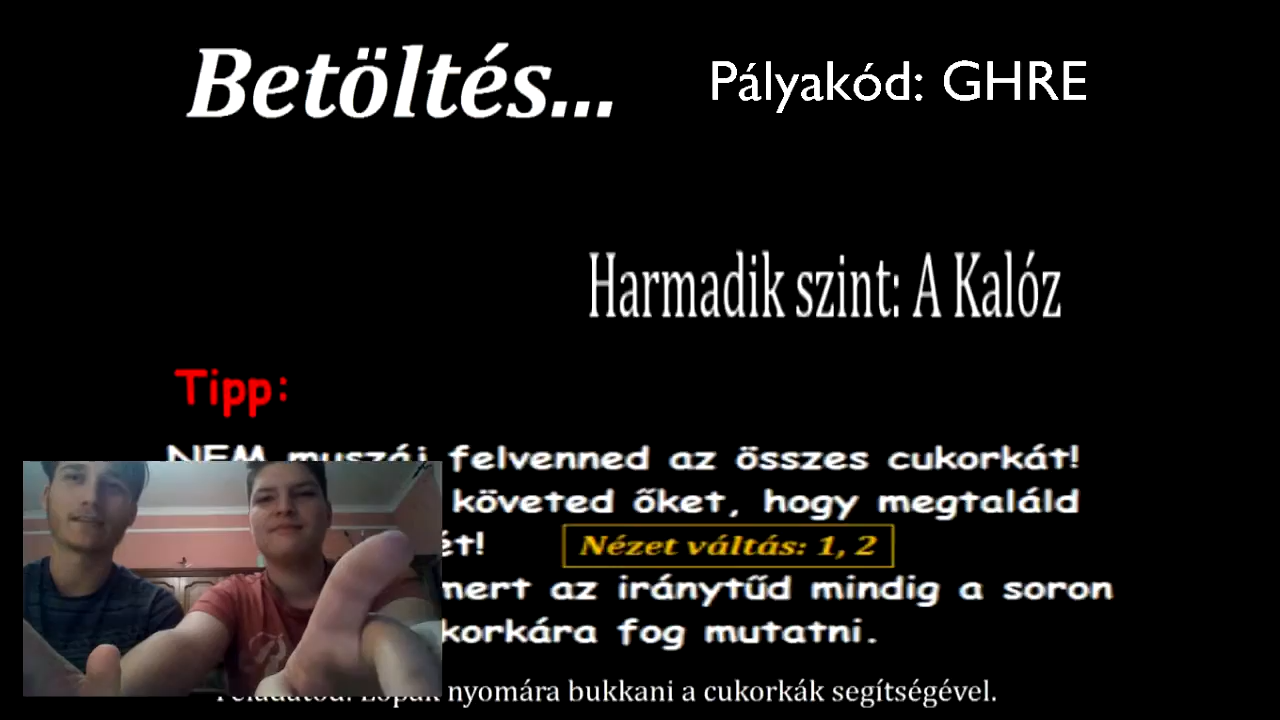 Betöltés...
Pályakód: GHRE
Harmadik szint: A Kalóz
Tipp:
NEM muszáj felvenned az összes cukorkát!
követed őket, hogy megtaláld
Nézet váltás: 1, 2
mert az iránytűd mindig a soron
fog mutatni.
nyomára bukkani a cukorkák segítségével.